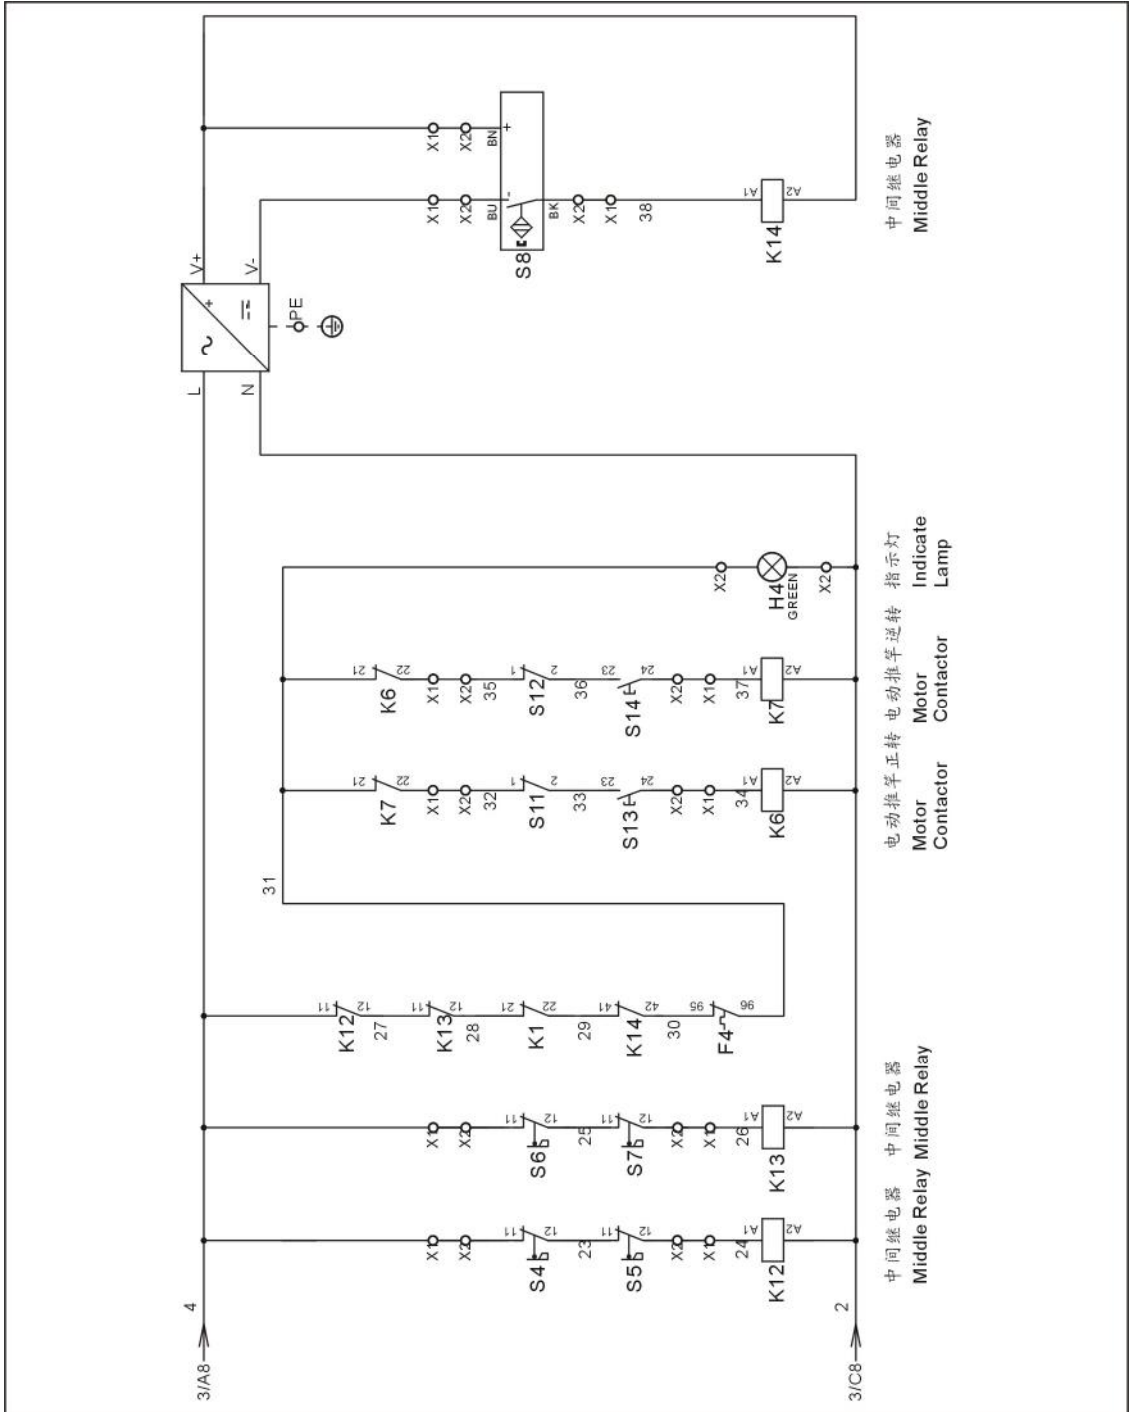 3/A8
4
3/C8
2
X1
X2
S4
11
12
23
S5
11
12
X2
X1
24
A1
A2
K12
中间继电器
Middle Relay
X1
X2
S6
11
12
25
S7
11
12
X2
X1
26
A1
A2
K13
中间继电器
Middle Relay
11
12
K12
27
11
12
K13
28
21
22
K1
29
41
42
K14
30
95
96
F4
31
21
22
K7
X1
X2
32
1
2
S11
33
23
24
S13
X2
X1
34
A1
A2
K6
电动推竿正转
Motor
Contactor
21
22
K6
X1
X2
35
1
2
S12
36
23
24
S14
X2
X1
37
A1
A2
K7
电动推竿逆转
Motor
Contactor
X2
H4
GREEN
X2
指示灯
Indicate
Lamp
L
N
V+
V-
+
PE
X1
X2
BU
-
BK
X2
X1
38
A1
A2
K14
S8
X1
X2
BN
+
中间继电器
Middle Relay